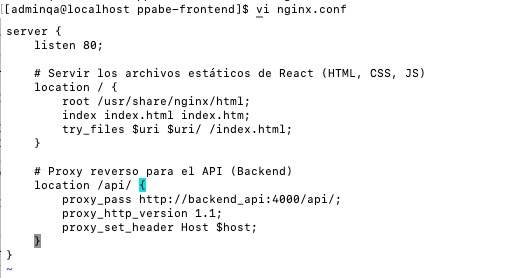 [[adminqa@localhost ppabe-frontend]$ vi nginx.conf
server {
    listen 80;

    # Servir los archivos estáticos de React (HTML, CSS, JS)
    location / {
        root /usr/share/nginx/html;
        index index.html index.htm;
        try_files $uri $uri/ /index.html;
    }

    # Proxy reverso para el API (Backend)
    location /api/ {
        proxy_pass http://backend_api:4000/api/;
        proxy_http_version 1.1;
        proxy_set_header Host $host;
    }
}
~